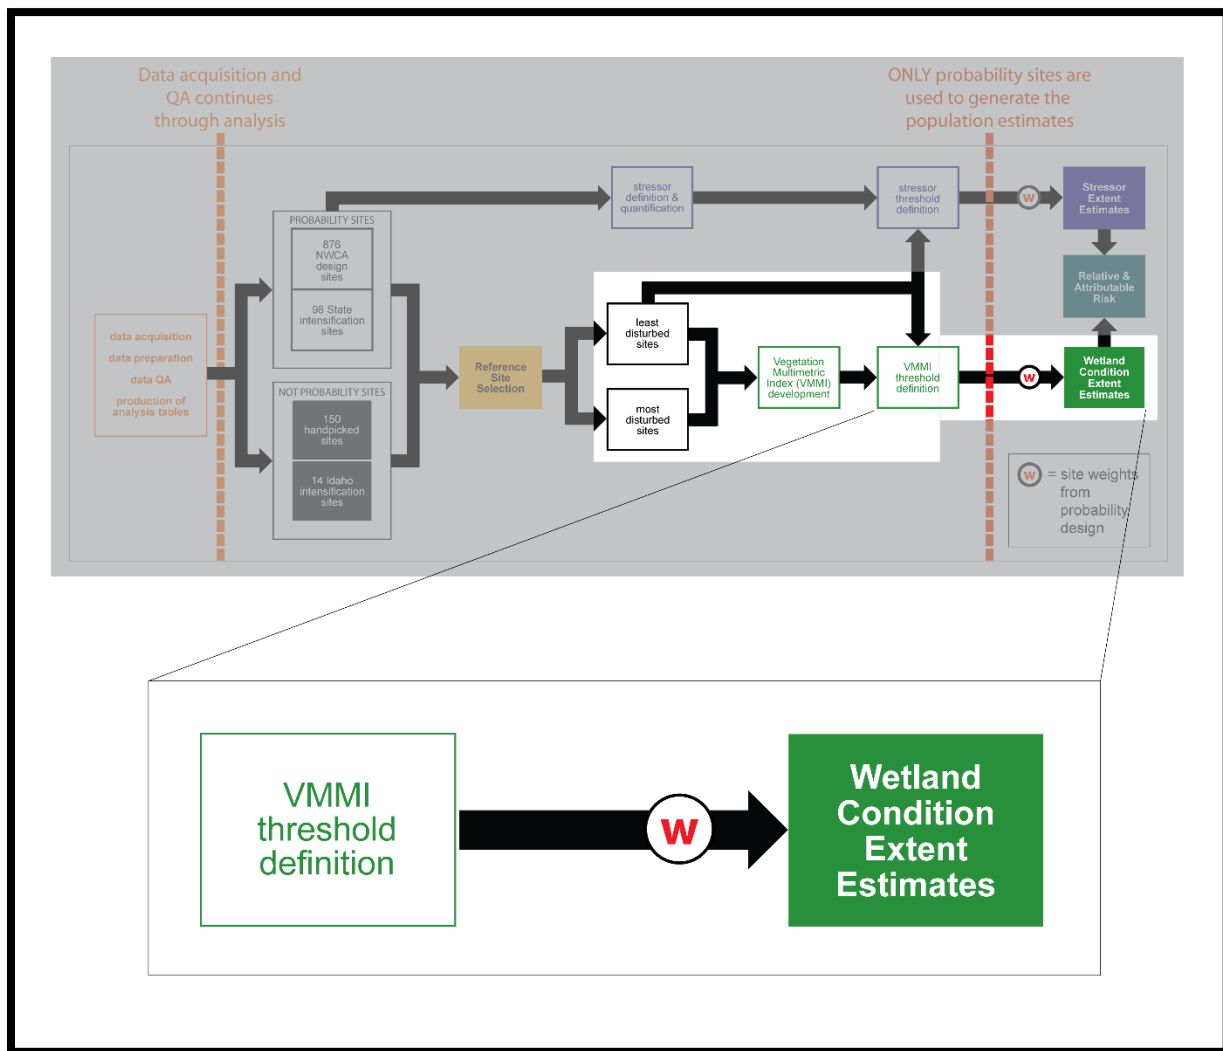 Data acquisition and
QA continues
through analysis
ONLY probability sites are
used to generate the
population estimates
data acquisition
data preparation
data QA
production of
analysis tables
PROBABILITY SITES
876
NWCA
design
sites
98 State
intensification
sites
NOT PROBABILITY SITES
150
handpicked
sites
14 Idaho
intensification
sites
Reference
Site
Selection
stressor
definition &
quantification
least
disturbed
sites
most
disturbed
sites
Vegetation
Multimetric
Index (VMMI)
development
stressor
threshold
definition
VMMI
threshold
definition
w
w
Stressor
Extent
Estimates
Relative &
Attributable
Risk
Wetland
Condition
Extent
Estimates
w = site weights
from
probability
design
VMMI
threshold
definition
w
Wetland
Condition
Extent
Estimates